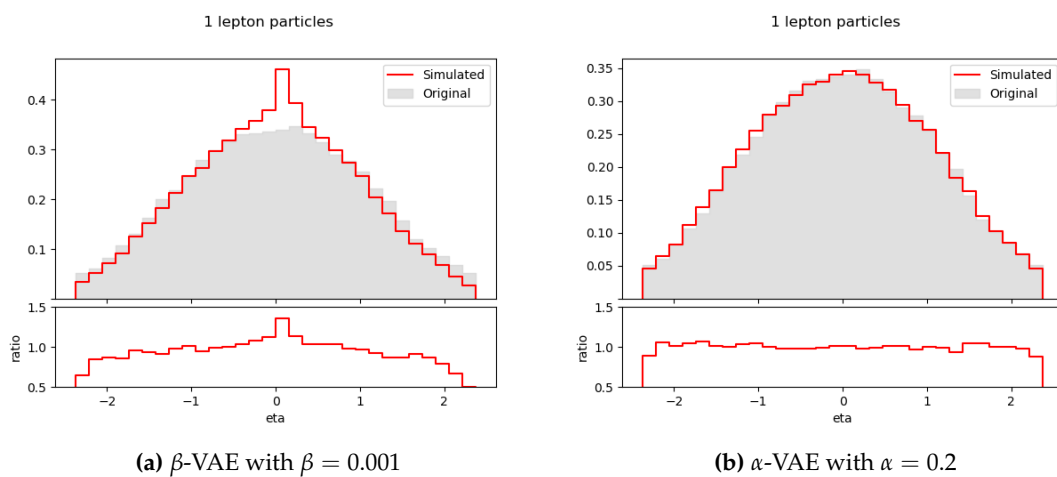 1 lepton particles
Simulated
Original
0.4
0.3
0.2
0.1
1.5
1.0
0.5
ratio
−2
−1
0
1
2
eta
(a) β-VAE with β = 0.001
1 lepton particles
Simulated
Original
0.35
0.30
0.25
0.20
0.15
0.10
0.05
1.5
1.0
0.5
ratio
−2
−1
0
1
2
eta
(b) α-VAE with α = 0.2